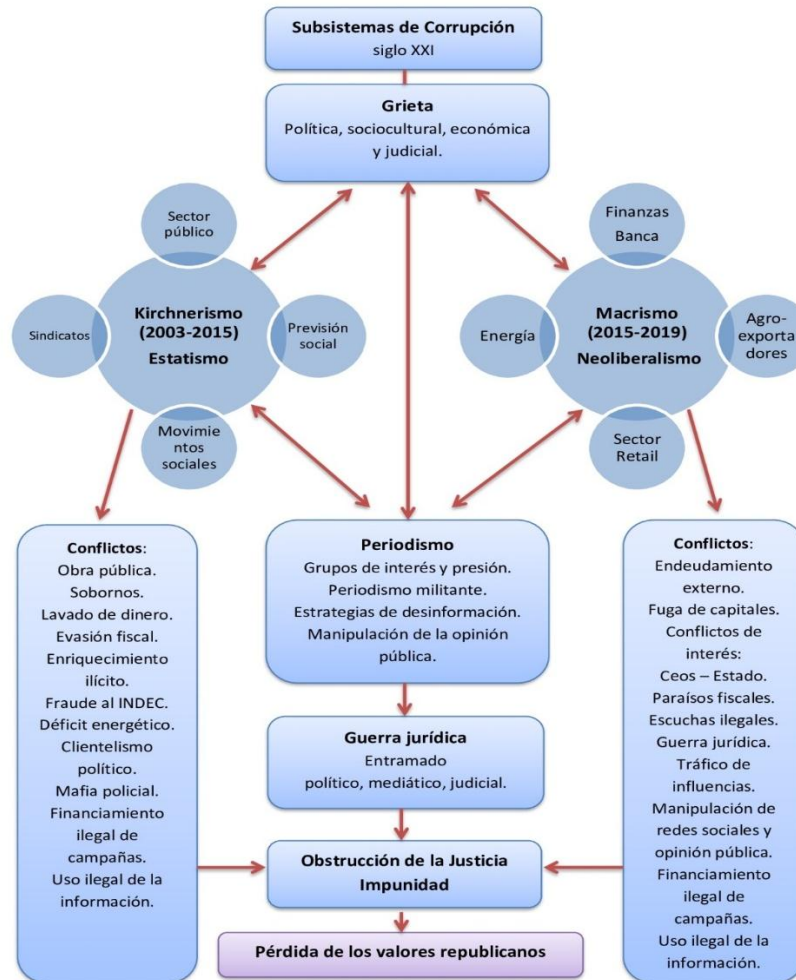 Subsistemas de Corrupción
siglo XXI
Grieta
Política, sociocultural, económica
y judicial.
Sector
público
Sindicatos
Kirchnerismo
(2003-2015)
Estatismo
Previsión
social
Movimie
ntos
sociales
Finanzas
Banca
Energía
Macrismo
(2015-2019)
Neoliberalismo
Agro-
exporta
dores
Sector
Retail
Conflictos:
Obra pública.
Sobornos.
Lavado de dinero.
Evasión fiscal.
Enriquecimiento
ilícito.
Fraude al INDEC.
Déficit energético.
Clientelismo
político.
Mafia policial.
Financiamiento
ilegal de
campañas.
Uso ilegal de la
información.
Periodismo
Grupos de interés y presión.
Periodismo militante.
Estrategias de desinformación.
Manipulación de la opinión
pública.
Guerra jurídica
Entramado
político, mediático, judicial.
Obstrucción de la Justicia
Impunidad
Pérdida de los valores republicanos
Conflictos:
Endeudamiento
externo.
Fuga de capitales.
Conflictos de
interés:
Ceos – Estado.
Paraísos fiscales.
Escuchas ilegales.
Guerra jurídica.
Tráfico de
influencias.
Manipulación de
redes sociales y
opinión pública.
Financiamiento
ilegal de
campañas.
Uso ilegal de la
información.